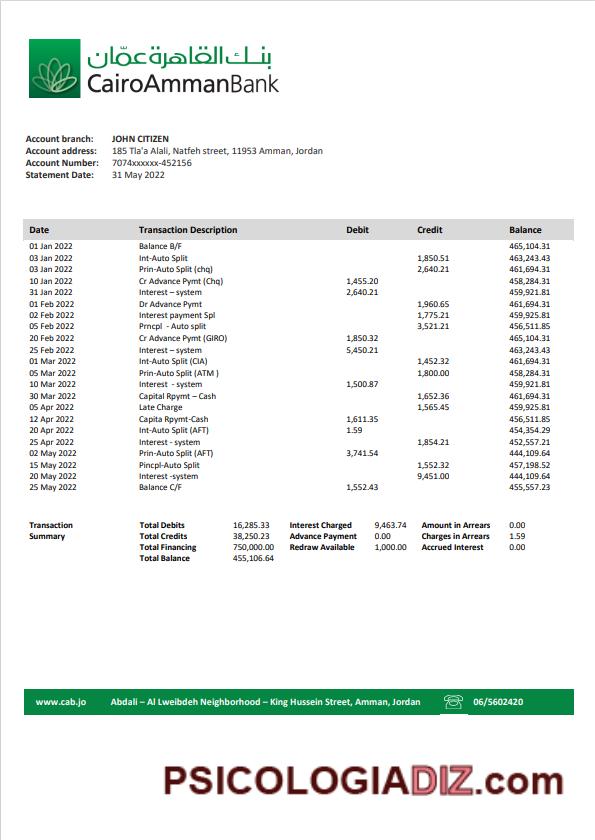 بنك القاهرة عمّان
CairoAmmanBank
Account branch: JOHN CITIZEN
Account address: 185 Tla'a Alali, Natfeh street, 11953 Amman, Jordan
Account Number: 7074xxxxxx-452156
Statement Date: 31 May 2022
Date Transaction Description Debit Credit Balance
01 Jan 2022 Balance B/F 465,104.31
03 Jan 2022 Int-Auto Split 1,850.51 463,243.43
03 Jan 2022 Prin-Auto Split (chq) 2,640.21 461,694.31
10 Jan 2022 Cr Advance Pymt (Chq) 1,455.20 458,284.31
31 Jan 2022 Interest – system 2,640.21 459,921.81
01 Feb 2022 Dr Advance Pymt 1,960.65 461,694.31
02 Feb 2022 Interest payment Spl 1,775.21 459,925.81
05 Feb 2022 Prncpl - Auto split 3,521.21 456,511.85
20 Feb 2022 Cr Advance Pymt (GIRO) 1,850.32 465,104.31
25 Feb 2022 Interest – system 5,450.21 463,243.43
01 Mar 2022 Int-Auto Split (CIA) 1,452.32 461,694.31
05 Mar 2022 Prin-Auto Split (ATM ) 1,800.00 458,284.31
10 Mar 2022 Interest - system 1,500.87 459,921.81
30 Mar 2022 Capital Rpymt – Cash 1,652.36 461,694.31
05 Apr 2022 Late Charge 1,565.45 459,925.81
12 Apr 2022 Capita Rpymt-Cash 1,611.35 456,511.85
20 Apr 2022 Int-Auto Split (AFT) 1.59 454,354.29
25 Apr 2022 Interest - system 1,854.21 452,557.21
02 May 2022 Prin-Auto Split (AFT) 3,741.54 444,109.64
15 May 2022 Pincpl-Auto Split 1,552.32 457,198.52
20 May 2022 Interest -system 9,451.00 444,109.64
25 May 2022 Balance C/F 1,552.43 455,557.23
Transaction Total Debits 16,285.33 Interest Charged 9,463.74 Amount in Arrears 0.00
Summary Total Credits 38,250.23 Advance Payment 0.00 Charges in Arrears 1.59
Total Financing 750,000.00 Redraw Available 1,000.00 Accrued Interest 0.00
Total Balance 455,106.64
www.cab.jo Abdali – Al Lweibdeh Neighborhood – King Hussein Street, Amman, Jordan 06/5602420
PSICOLOGIADIZ.com